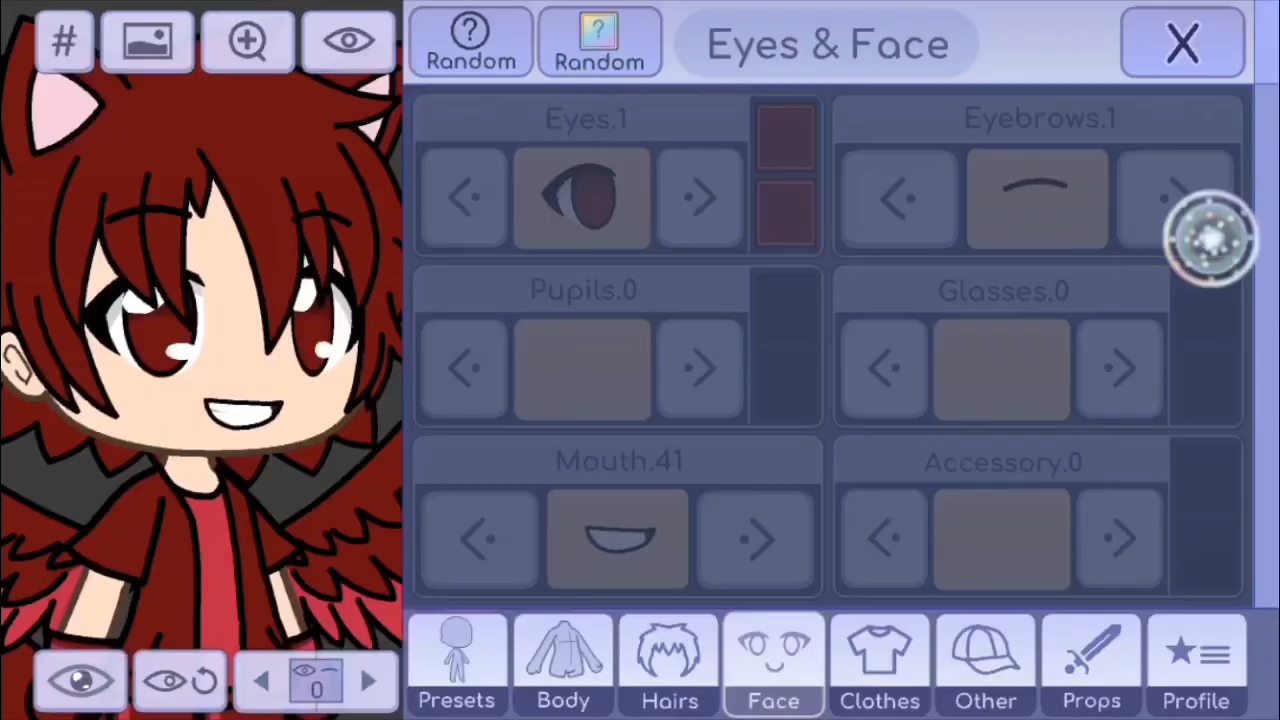 #
?
Random
?
Random
Eyes & Face
X
Eyes.1
Eyebrows.1
Pupils.0
Glasses.0
Mouth.41
Accessory.0
0
Presets
Body
Hairs
Face
Clothes
Other
Props
Profile